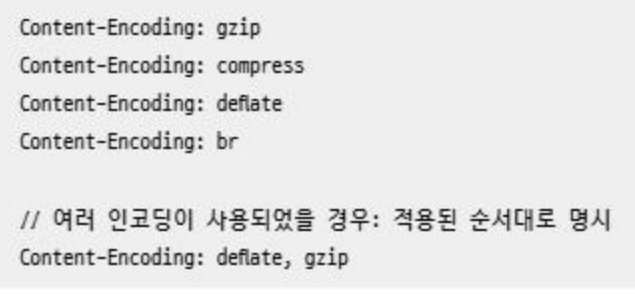 Content-Encoding: gzip
Content-Encoding: compress
Content-Encoding: deflate
Content-Encoding: br
// 여러 인코딩이 사용되었을 경우: 적용된 순서대로 명시
Content-Encoding: deflate, gzip